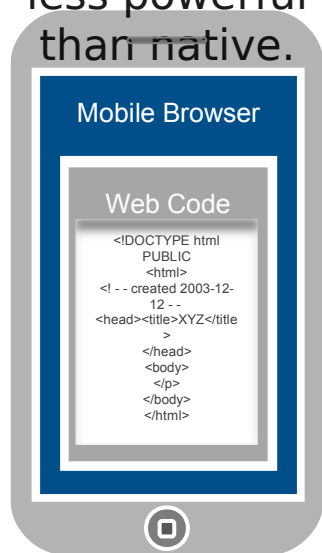 less powerful
than native.
Mobile Browser
Web Code
<!DOCTYPE html
PUBLIC
<html>
<! - - created 2003-12-
12 - -
<head><title>XYZ</title
>
</head>
<body>
</p>
</body>
</html>